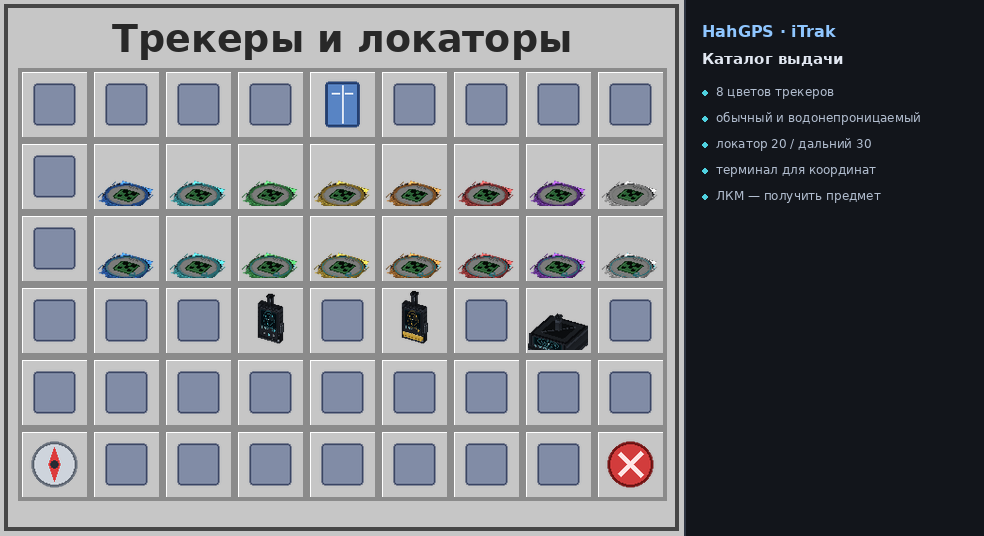 Трекеры и локаторы
HahGPS · iTrak
Каталог выдачи
8 цветов трекеров
обычный и водонепроницаемый
локатор 20 / дальний 30
терминал для координат
ЛКМ — получить предмет